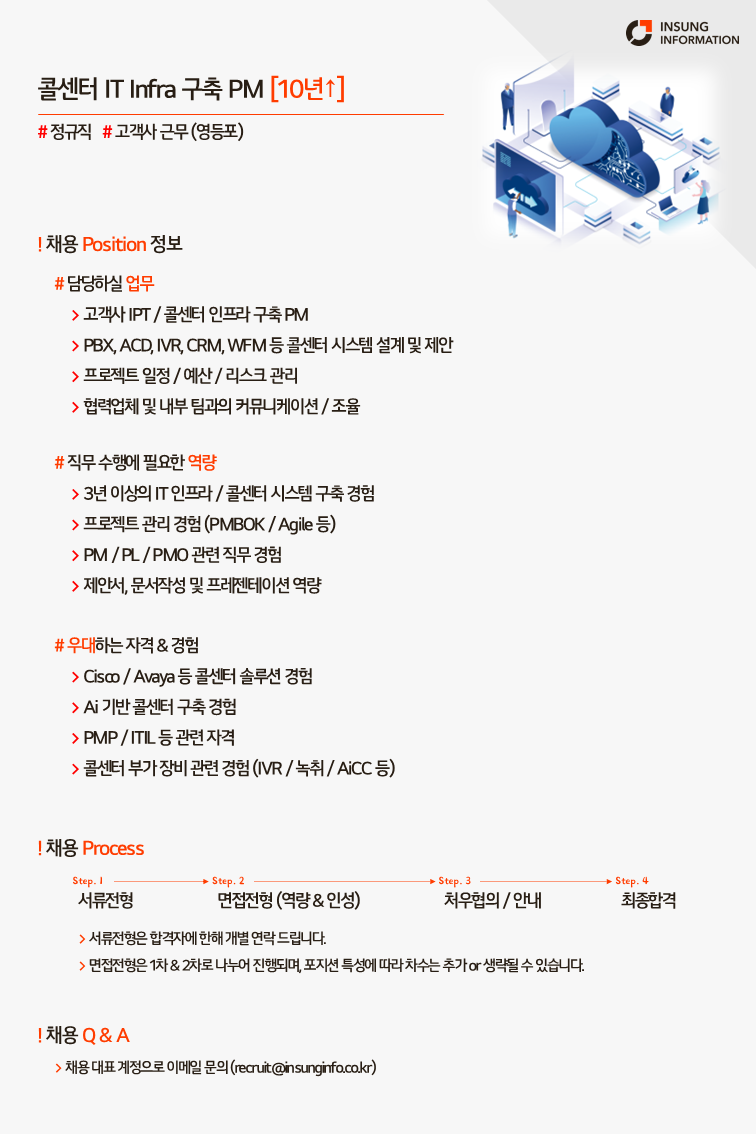 INSUNG
INFORMATION
콜센터 IT Infra 구축 PM [10년↑]
# 정규직 # 고객사 근무 (영등포)
! 채용 Position 정보
# 담당하실 업무
> 고객사 IPT / 콜센터 인프라 구축 PM
> PBX, ACD, IVR, CRM, WFM 등 콜센터 시스템 설계 및 제안
> 프로젝트 일정 / 예산 / 리스크 관리
> 협력업체 및 내부 팀과의 커뮤니케이션 / 조율
# 직무 수행에 필요한 역량
> 3년 이상의 IT 인프라 / 콜센터 시스템 구축 경험
> 프로젝트 관리 경험 (PMBOK / Agile 등)
> PM / PL / PMO 관련 직무 경험
> 제안서, 문서작성 및 프레젠테이션 역량
# 우대하는 자격 & 경험
> Cisco / Avaya 등 콜센터 솔루션 경험
> Ai 기반 콜센터 구축 경험
> PMP / ITIL 등 관련 자격
> 콜센터 부가 장비 관련 경험 (IVR / 녹취 / AiCC 등)
! 채용 Process
Step. 1 Step. 2 Step. 3 Step. 4
서류전형 면접전형 (역량 & 인성) 처우협의 / 안내 최종합격
> 서류전형은 합격자에 한해 개별 연락 드립니다.
> 면접전형은 1차 & 2차로 나누어 진행되며, 포지션 특성에 따라 차수는 추가 or 생략될 수 있습니다.
! 채용 Q & A
> 채용 대표 계정으로 이메일 문의 (recruit@insunginfo.co.kr)